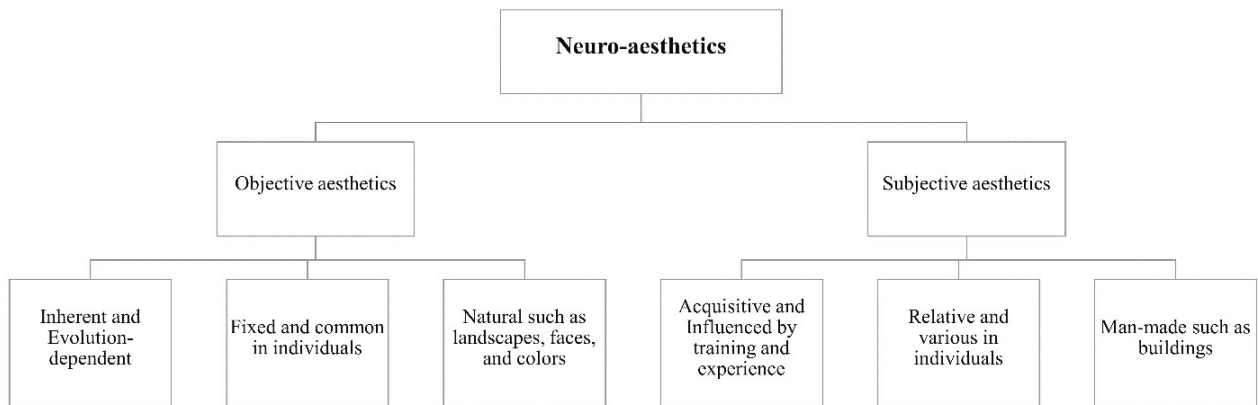 Neuro-aesthetics
Objective aesthetics
Subjective aesthetics
Inherent and
Evolution-
dependent
Fixed and common
in individuals
Natural such as
landscapes, faces,
and colors
Acquisitive and
Influenced by
training and
experience
Relative and
various in
individuals
Man-made such as
buildings